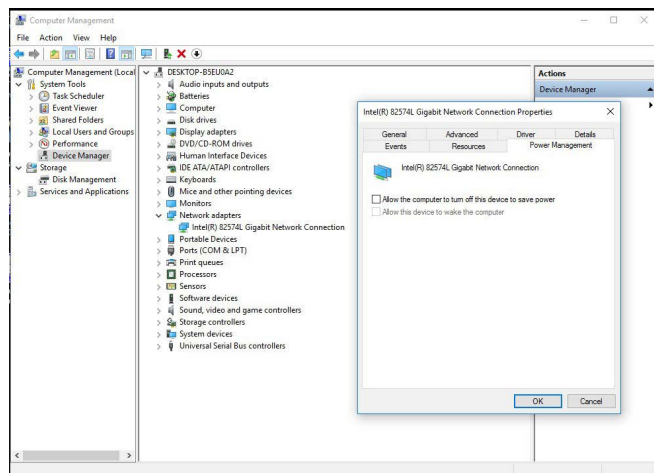 Computer Management
File Action View Help
Computer Management (Local
System Tools
Task Scheduler
Event Viewer
Shared Folders
Local Users and Groups
Performance
Device Manager
Storage
Disk Management
Services and Applications
DESKTOP-B5EU0A2
Audio inputs and outputs
Batteries
Computer
Disk drives
Display adapters
DVD/CD-ROM drives
Human Interface Devices
IDE ATA/ATAPI controllers
Keyboards
Mice and other pointing devices
Monitors
Network adapters
Intel(R) 82574L Gigabit Network Connection
Portable Devices
Ports (COM & LPT)
Print queues
Processors
Sensors
Software devices
Sound, video and game controllers
Storage controllers
System devices
Universal Serial Bus controllers
Actions
Device Manager
Intel(R) 82574L Gigabit Network Connection Properties
General Advanced Driver Details
Events Resources Power Management
Intel(R) 82574L Gigabit Network Connection
Allow the computer to turn off this device to save power
Allow this device to wake the computer
OK Cancel